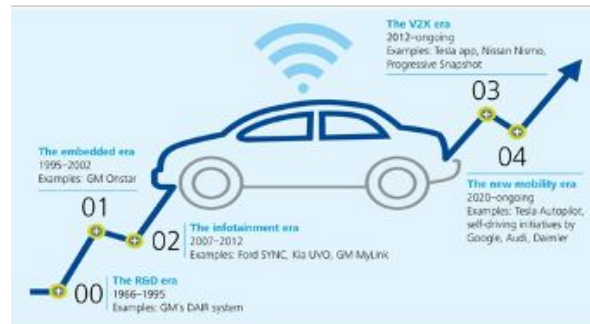 The V2X era
2012–ongoing
Examples: Tesla app, Nissan Nismo,
Progressive Snapshot
03
04
The new mobility era
2020–ongoing
Examples: Tesla Autopilot,
self-driving initiatives by
Google, Audi, Daimler
The embedded era
1995–2002
Examples: GM Onstar
01
02
The infotainment era
2007–2012
Examples: Ford SYNC, Kia UVO, GM MyLink
00
The R&D era
1966–1995
Examples: GM's DAIR system